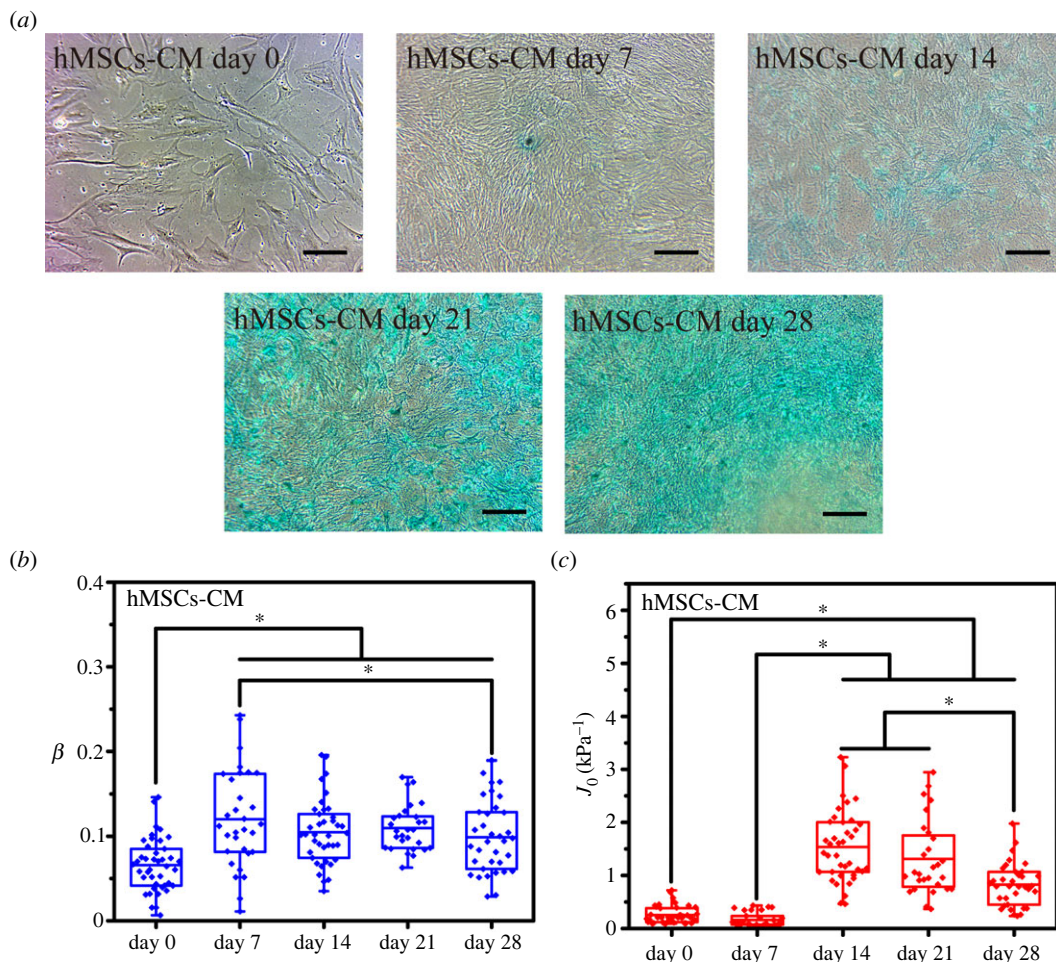 (a)
hMSCs-CM day 0
hMSCs-CM day 7
hMSCs-CM day 14
hMSCs-CM day 21
hMSCs-CM day 28
(b)
0.4
0.3
0.2
0.1
0
β
hMSCs-CM
*
*
day 0 day 7 day 14 day 21 day 28
(c)
6
5
4
3
2
1
0
J₀ (kPa⁻¹)
hMSCs-CM
*
*
*
day 0 day 7 day 14 day 21 day 28